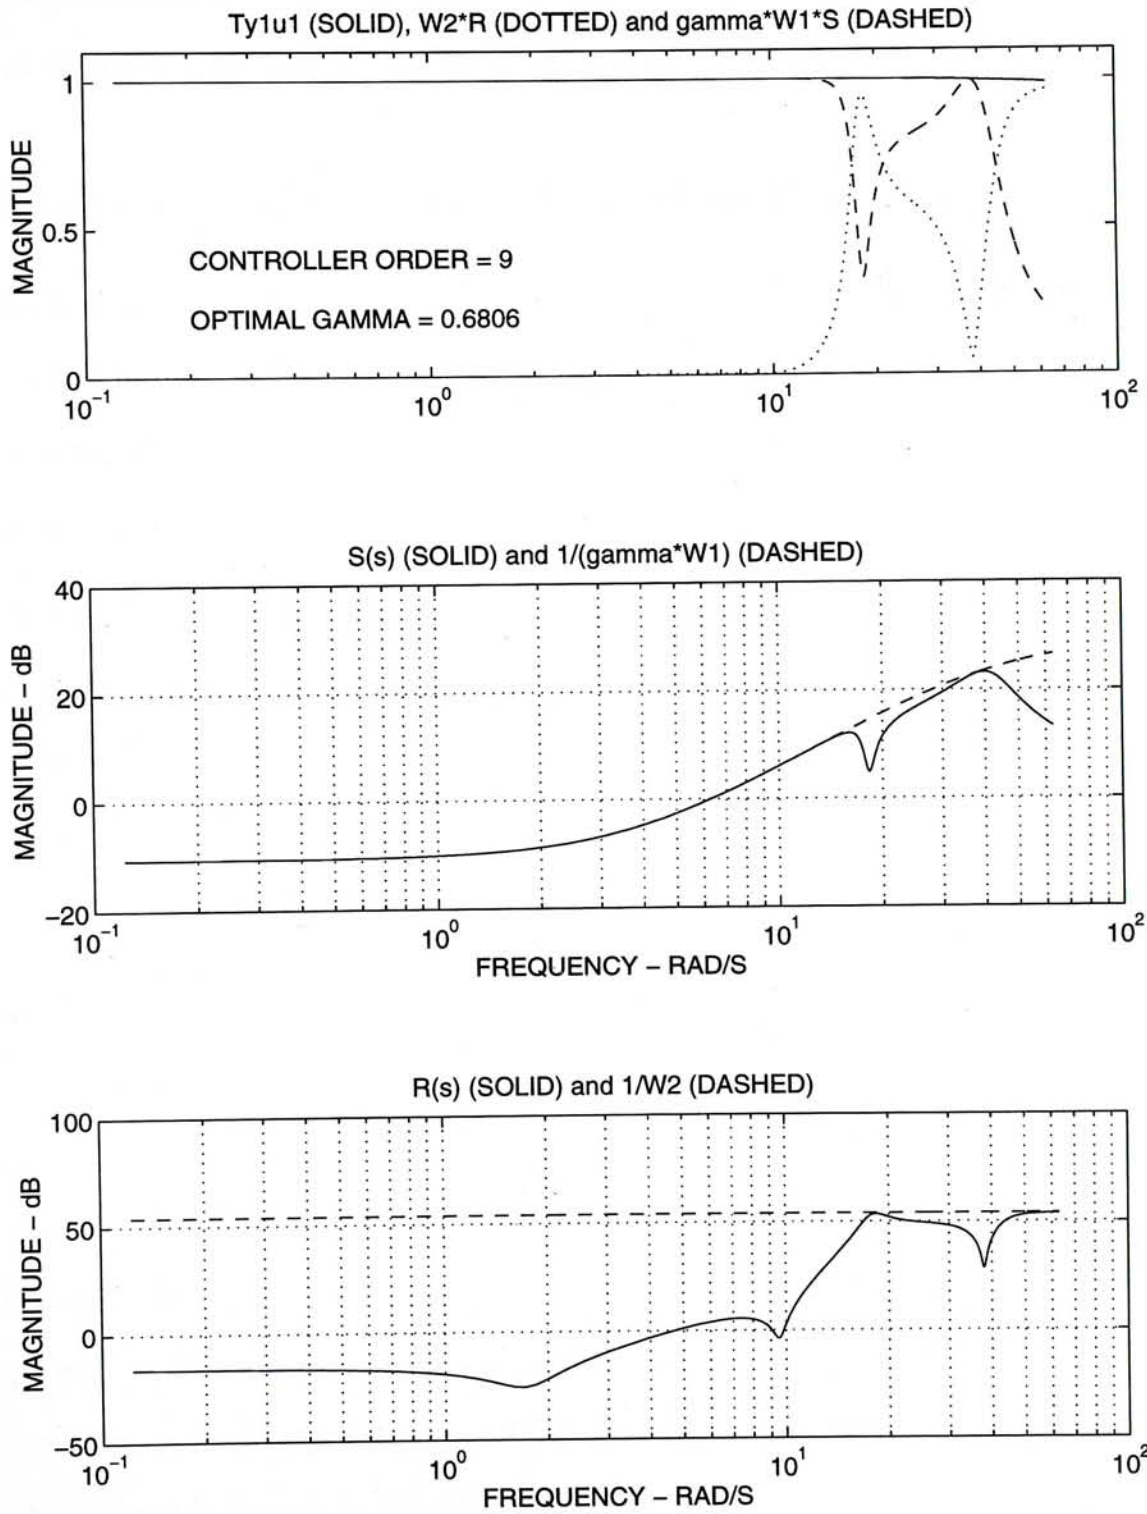 Ty1u1 (SOLID), W2*R (DOTTED) and gamma*W1*S (DASHED)
MAGNITUDE
1
0.5
0
CONTROLLER ORDER = 9
OPTIMAL GAMMA = 0.6806
10^-1 10^0 10^1 10^2
S(s) (SOLID) and 1/(gamma*W1) (DASHED)
MAGNITUDE – dB
40
20
0
–20
10^-1 10^0 10^1 10^2
FREQUENCY – RAD/S
R(s) (SOLID) and 1/W2 (DASHED)
MAGNITUDE – dB
100
50
0
–50
10^-1 10^0 10^1 10^2
FREQUENCY – RAD/S